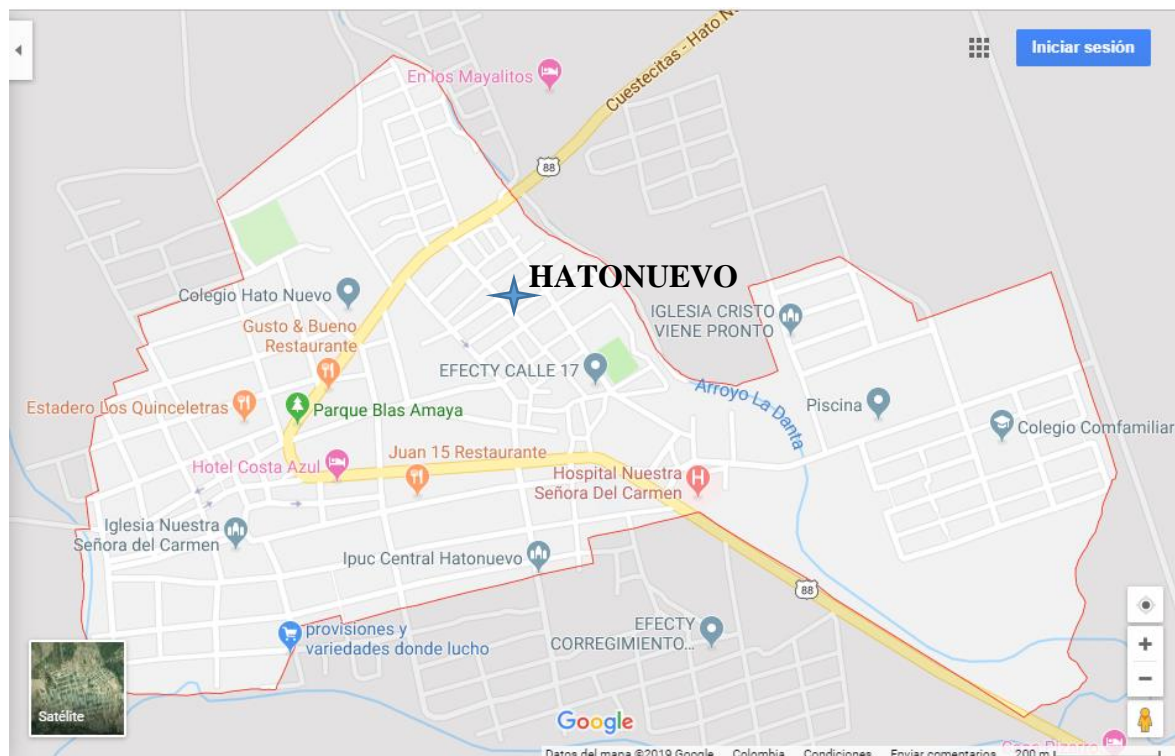 Iniciar sesión
En los Mayalitos
Cuestecitas - Hato N
88
HATONUEVO
Colegio Hato Nuevo
IGLESIA CRISTO
VIENE PRONTO
Gusto & Bueno
Restaurante
EFECTY CALLE 17
Arroyo La Danta
Piscina
Estadero Los Quinceletras
Parque Blas Amaya
Colegio Comfamiliar
Juan 15 Restaurante
Hotel Costa Azul
Hospital Nuestra
Señora Del Carmen
H
Iglesia Nuestra
Señora del Carmen
Ipuc Central Hatonuevo
88
provisiones y
variedades donde lucho
EFECTY
CORREGIMIENTO...
Satélite
Google
Datos del mapa ©2019 Google Colombia Condiciones Enviar comentarios 200 m